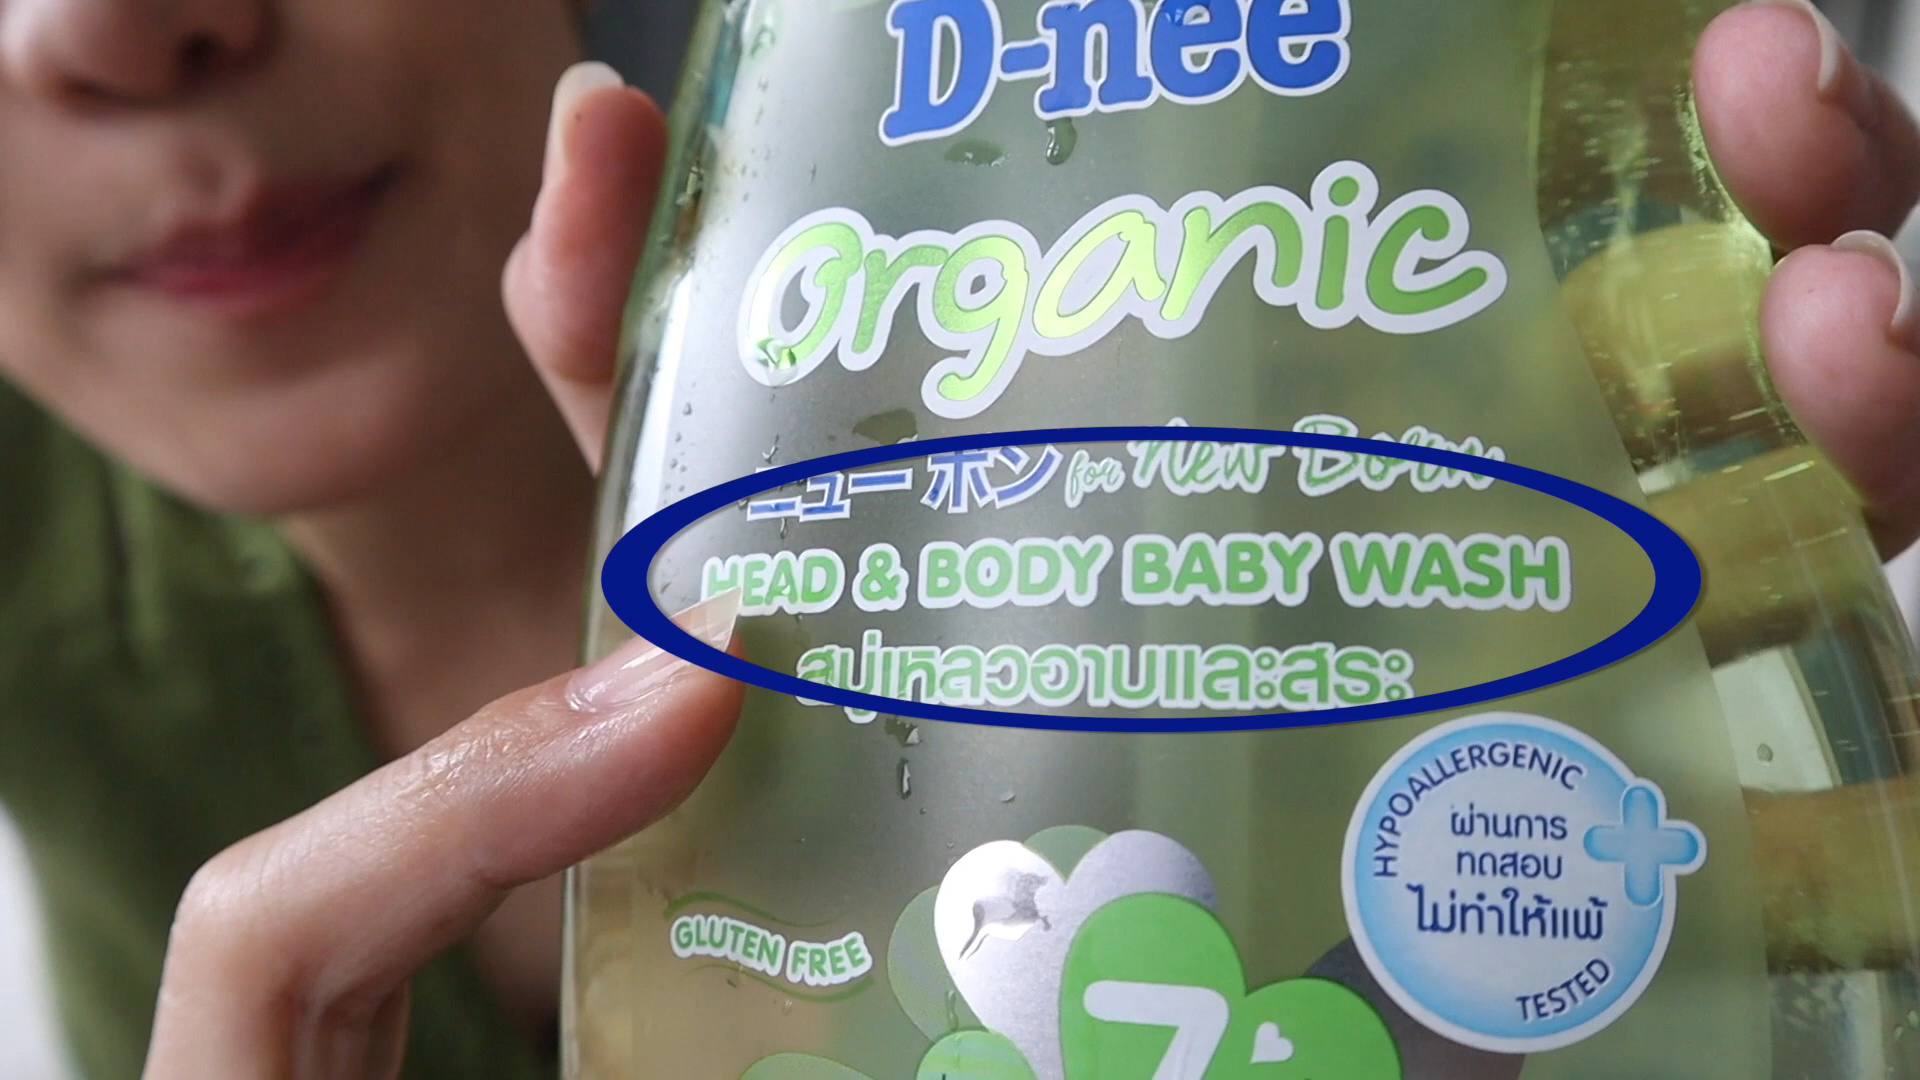 D-nee
Organic
ニューボン for New Born
HEAD & BODY BABY WASH
สบู่เหลวอาบและสระ
HYPOALLERGENIC
ผ่านการ
ทดสอบ
ไม่ทำให้แพ้
TESTED
GLUTEN FREE
7